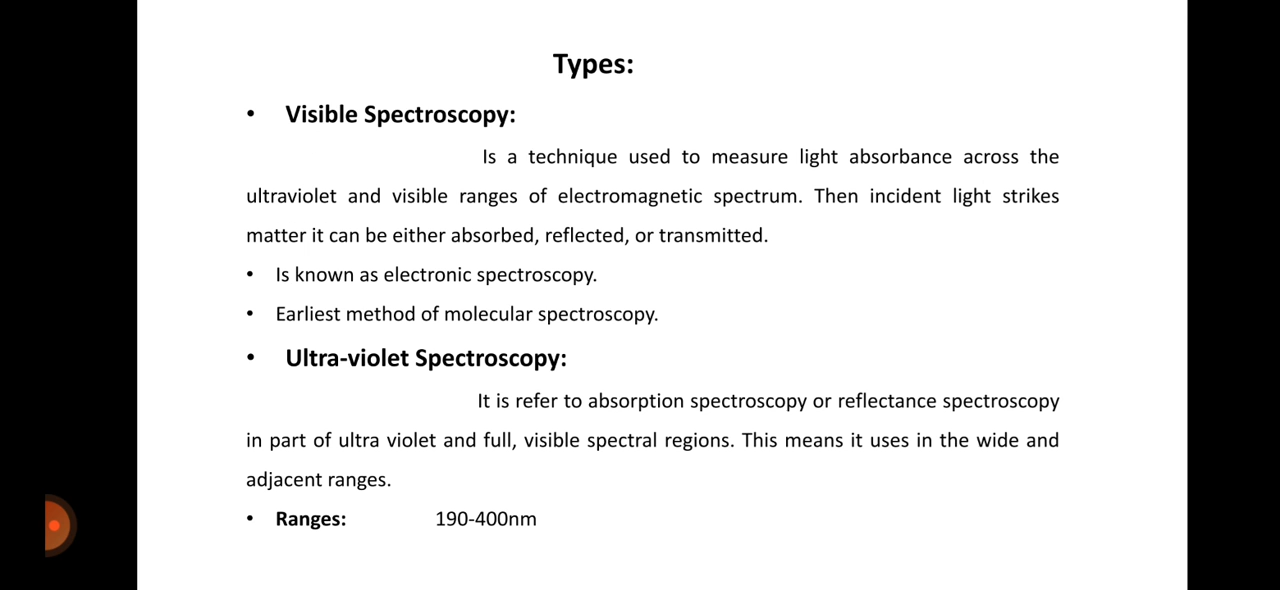 Types:
• Visible Spectroscopy:
Is a technique used to measure light absorbance across the
ultraviolet and visible ranges of electromagnetic spectrum. Then incident light strikes
matter it can be either absorbed, reflected, or transmitted.
• Is known as electronic spectroscopy.
• Earliest method of molecular spectroscopy.
• Ultra-violet Spectroscopy:
It is refer to absorption spectroscopy or reflectance spectroscopy
in part of ultra violet and full, visible spectral regions. This means it uses in the wide and
adjacent ranges.
• Ranges: 190-400nm